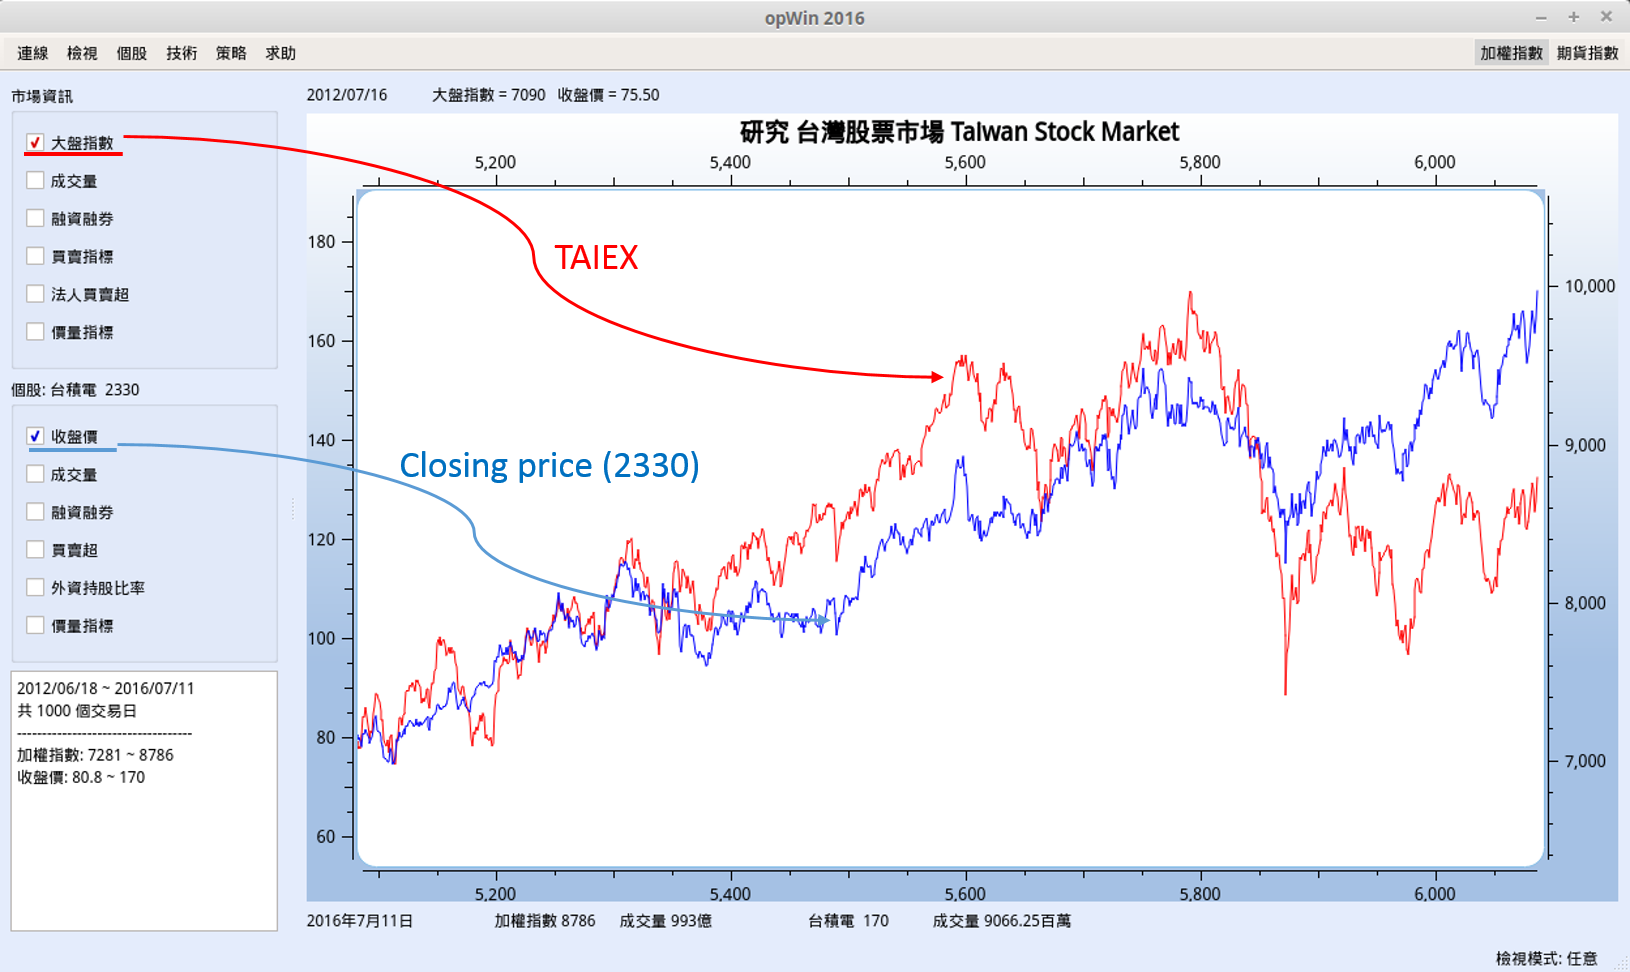 opWin 2016
連線 檢視 個股 技術 策略 求助 加權指數 期貨指數
市場資訊
大盤指數
成交量
融資融券
買賣指標
法人買賣超
價量指標
個股: 台積電 2330
收盤價
成交量
融資融券
買賣超
外資持股比率
價量指標
2012/06/18 ~ 2016/07/11
共 1000 個交易日
-----------------------------------
加權指數: 7281 ~ 8786
收盤價: 80.8 ~ 170
2012/07/16 大盤指數 = 7090 收盤價 = 75.50
研究 台灣股票市場 Taiwan Stock Market
5,200 5,400 5,600 5,800 6,000
180
160
140
120
100
80
60
TAIEX
Closing price (2330)
10,000
9,000
8,000
7,000
5,200 5,400 5,600 5,800 6,000
2016年7月11日 加權指數 8786 成交量 993億 台積電 170 成交量 9066.25百萬
檢視模式: 任意